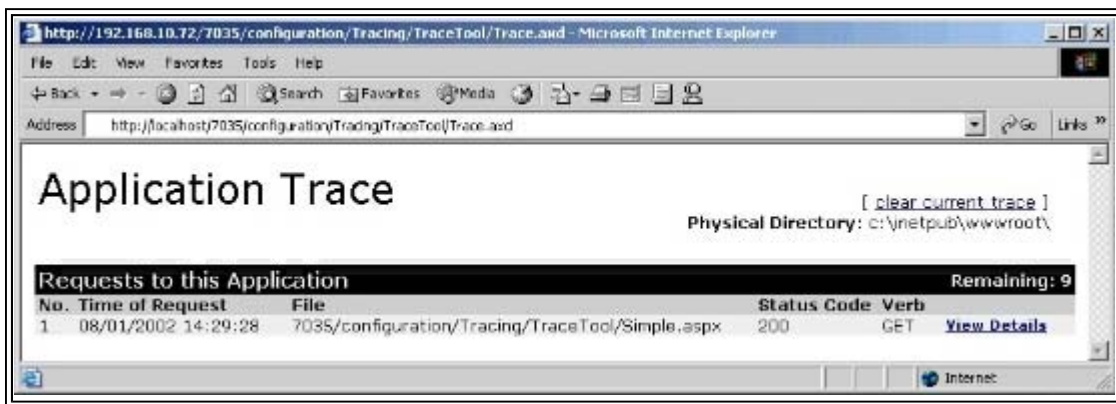 http://192.168.10.72/7035/configuration/Tracing/TraceTool/Trace.axd - Microsoft Internet Explorer
File Edit View Favorites Tools Help
Back Search Favorites Media
Address http://localhost/7035/configuration/Tracing/TraceTool/Trace.axd Go Links »
Application Trace
[ clear current trace ]
Physical Directory: c:\inetpub\wwwroot\
Requests to this Application Remaining: 9
No. Time of Request File Status Code Verb
1 08/01/2002 14:29:28 7035/configuration/Tracing/TraceTool/Simple.aspx 200 GET View Details
Internet